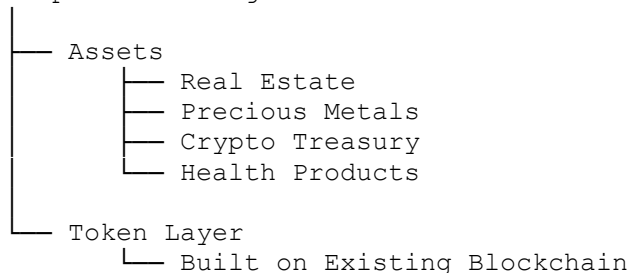 Assets
Real Estate
Precious Metals
Crypto Treasury
Health Products
Token Layer
Built on Existing Blockchain